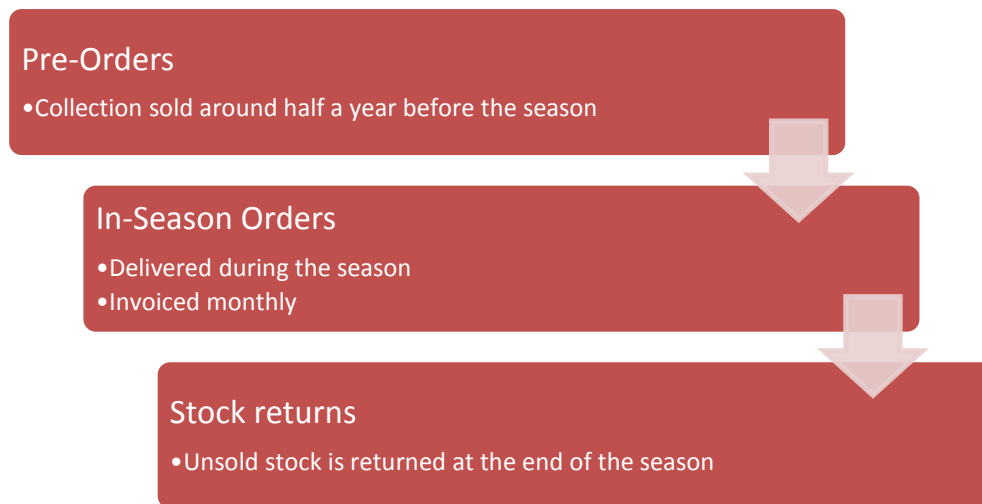 Pre-Orders
•Collection sold around half a year before the season
In-Season Orders
•Delivered during the season
•Invoiced monthly
Stock returns
•Unsold stock is returned at the end of the season